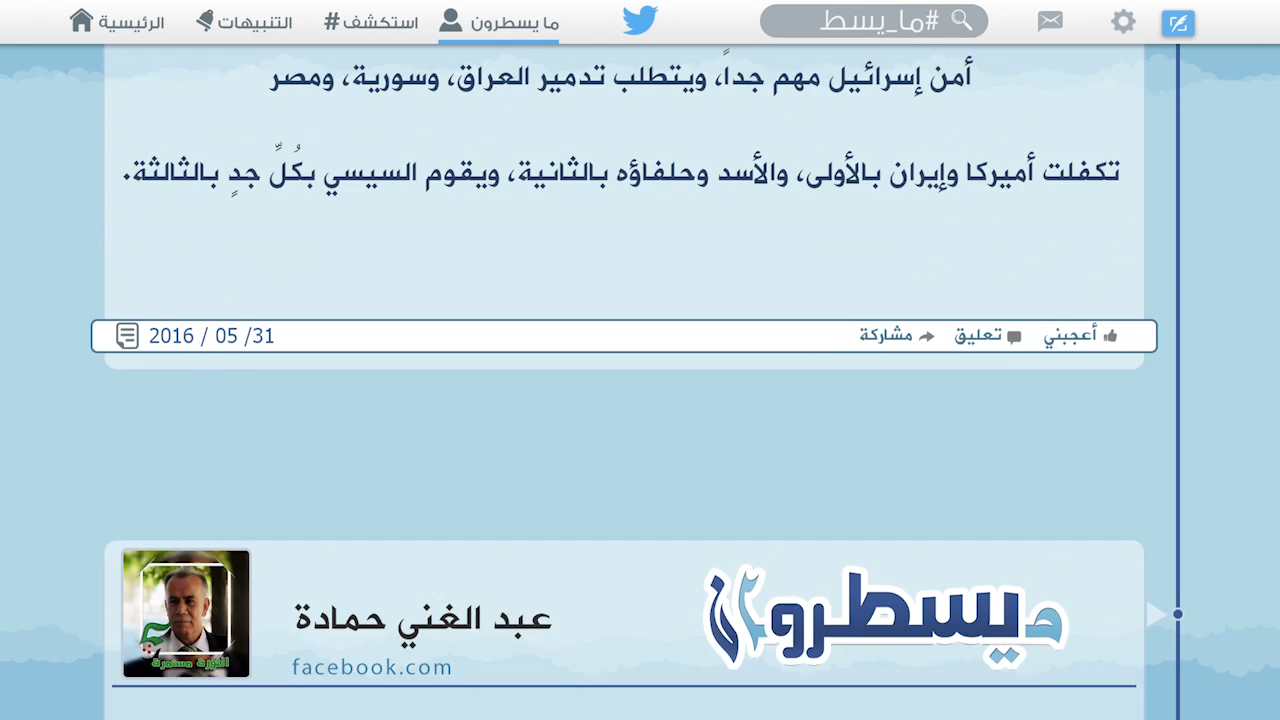 الرئيسية التنبيهات استكشف# ما يسطرون #ما_يسط
أمن إسرائيل مهم جداً، ويتطلب تدمير العراق، وسورية، ومصر
تكفلت أميركا وإيران بالأولى، والأسد وحلفاؤه بالثانية، ويقوم السيسي بكُلِّ جدٍ بالثالثة.
أعجبني تعليق مشاركة 31/ 05 / 2016
يسطرون
عبد الغني حمادة
facebook.com
الثورة مستمرة